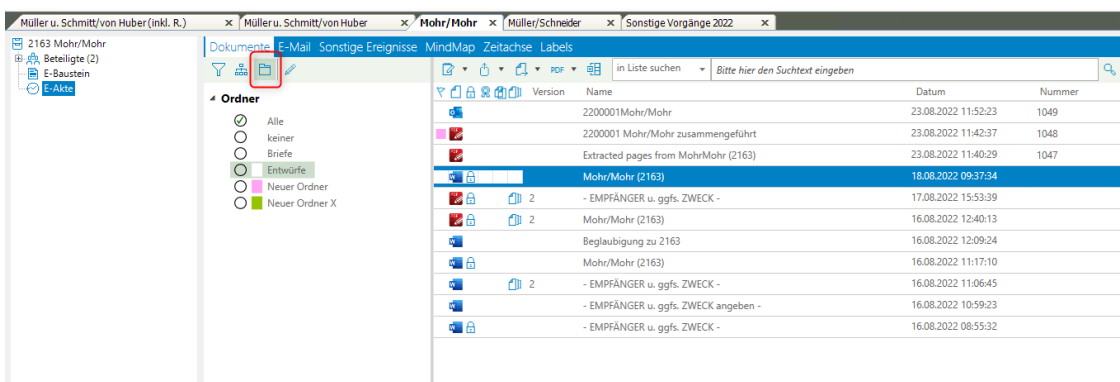 Müller u. Schmitt/von Huber (inkl. R.) x Müller u. Schmitt/von Huber x Mohr/Mohr x Müller/Schneider x Sonstige Vorgänge 2022 x
2163 Mohr/Mohr
Beteiligte (2)
E-Baustein
E-Akte
Dokumente E-Mail Sonstige Ereignisse MindMap Zeitachse Labels
Ordner
Alle
keiner
Briefe
Entwürfe
Neuer Ordner
Neuer Ordner X
PDF in Liste suchen Bitte hier den Suchtext eingeben
Version Name Datum Nummer
2200001Mohr/Mohr 23.08.2022 11:52:23 1049
2200001 Mohr/Mohr zusammengeführt 23.08.2022 11:42:37 1048
Extracted pages from MohrMohr (2163) 23.08.2022 11:40:29 1047
Mohr/Mohr (2163) 18.08.2022 09:37:34
2 - EMPFÄNGER u. ggfs. ZWECK - 17.08.2022 15:53:39
2 Mohr/Mohr (2163) 16.08.2022 12:40:13
Beglaubigung zu 2163 16.08.2022 12:09:24
Mohr/Mohr (2163) 16.08.2022 11:17:10
2 - EMPFÄNGER u. ggfs. ZWECK - 16.08.2022 11:06:45
- EMPFÄNGER u. ggfs. ZWECK angeben - 16.08.2022 10:59:23
- EMPFÄNGER u. ggfs. ZWECK - 16.08.2022 08:55:32